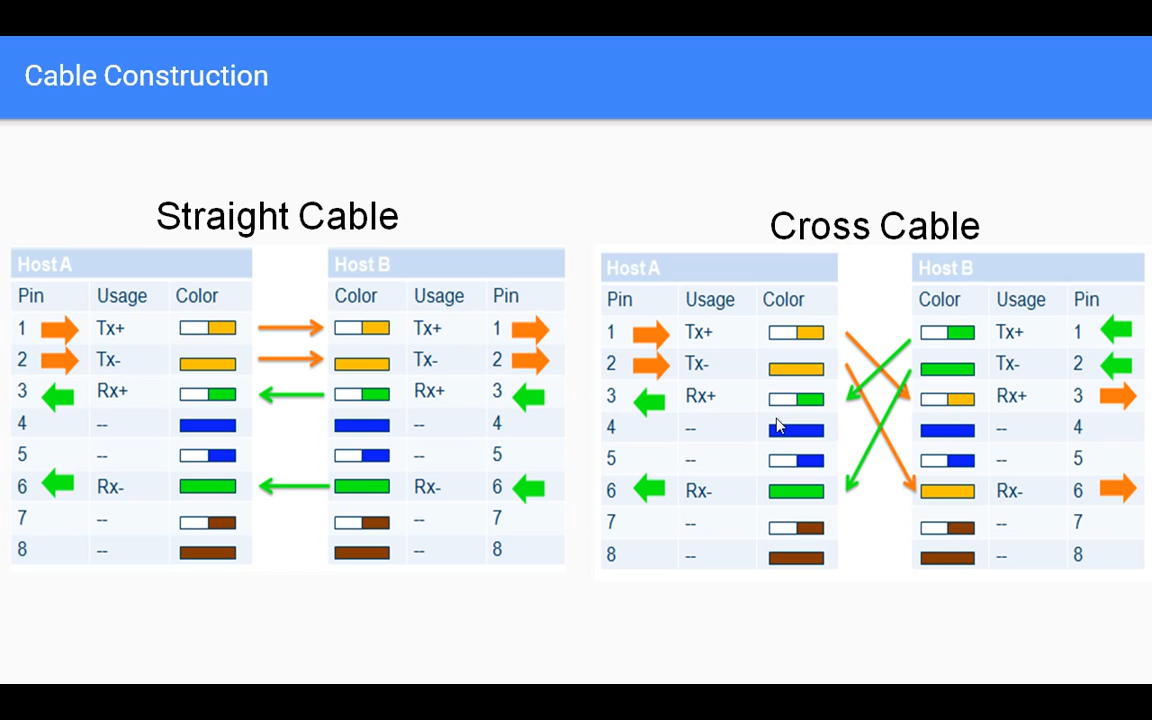 Cable Construction
Straight Cable
Host A Host B
Pin Usage Color Color Usage Pin
1 Tx+ Tx+ 1
2 Tx- Tx- 2
3 Rx+ Rx+ 3
4 -- -- 4
5 -- -- 5
6 Rx- Rx- 6
7 -- -- 7
8 -- -- 8
Cross Cable
Host A Host B
Pin Usage Color Color Usage Pin
1 Tx+ Tx+ 1
2 Tx- Tx- 2
3 Rx+ Rx+ 3
4 -- -- 4
5 -- -- 5
6 Rx- Rx- 6
7 -- -- 7
8 -- -- 8